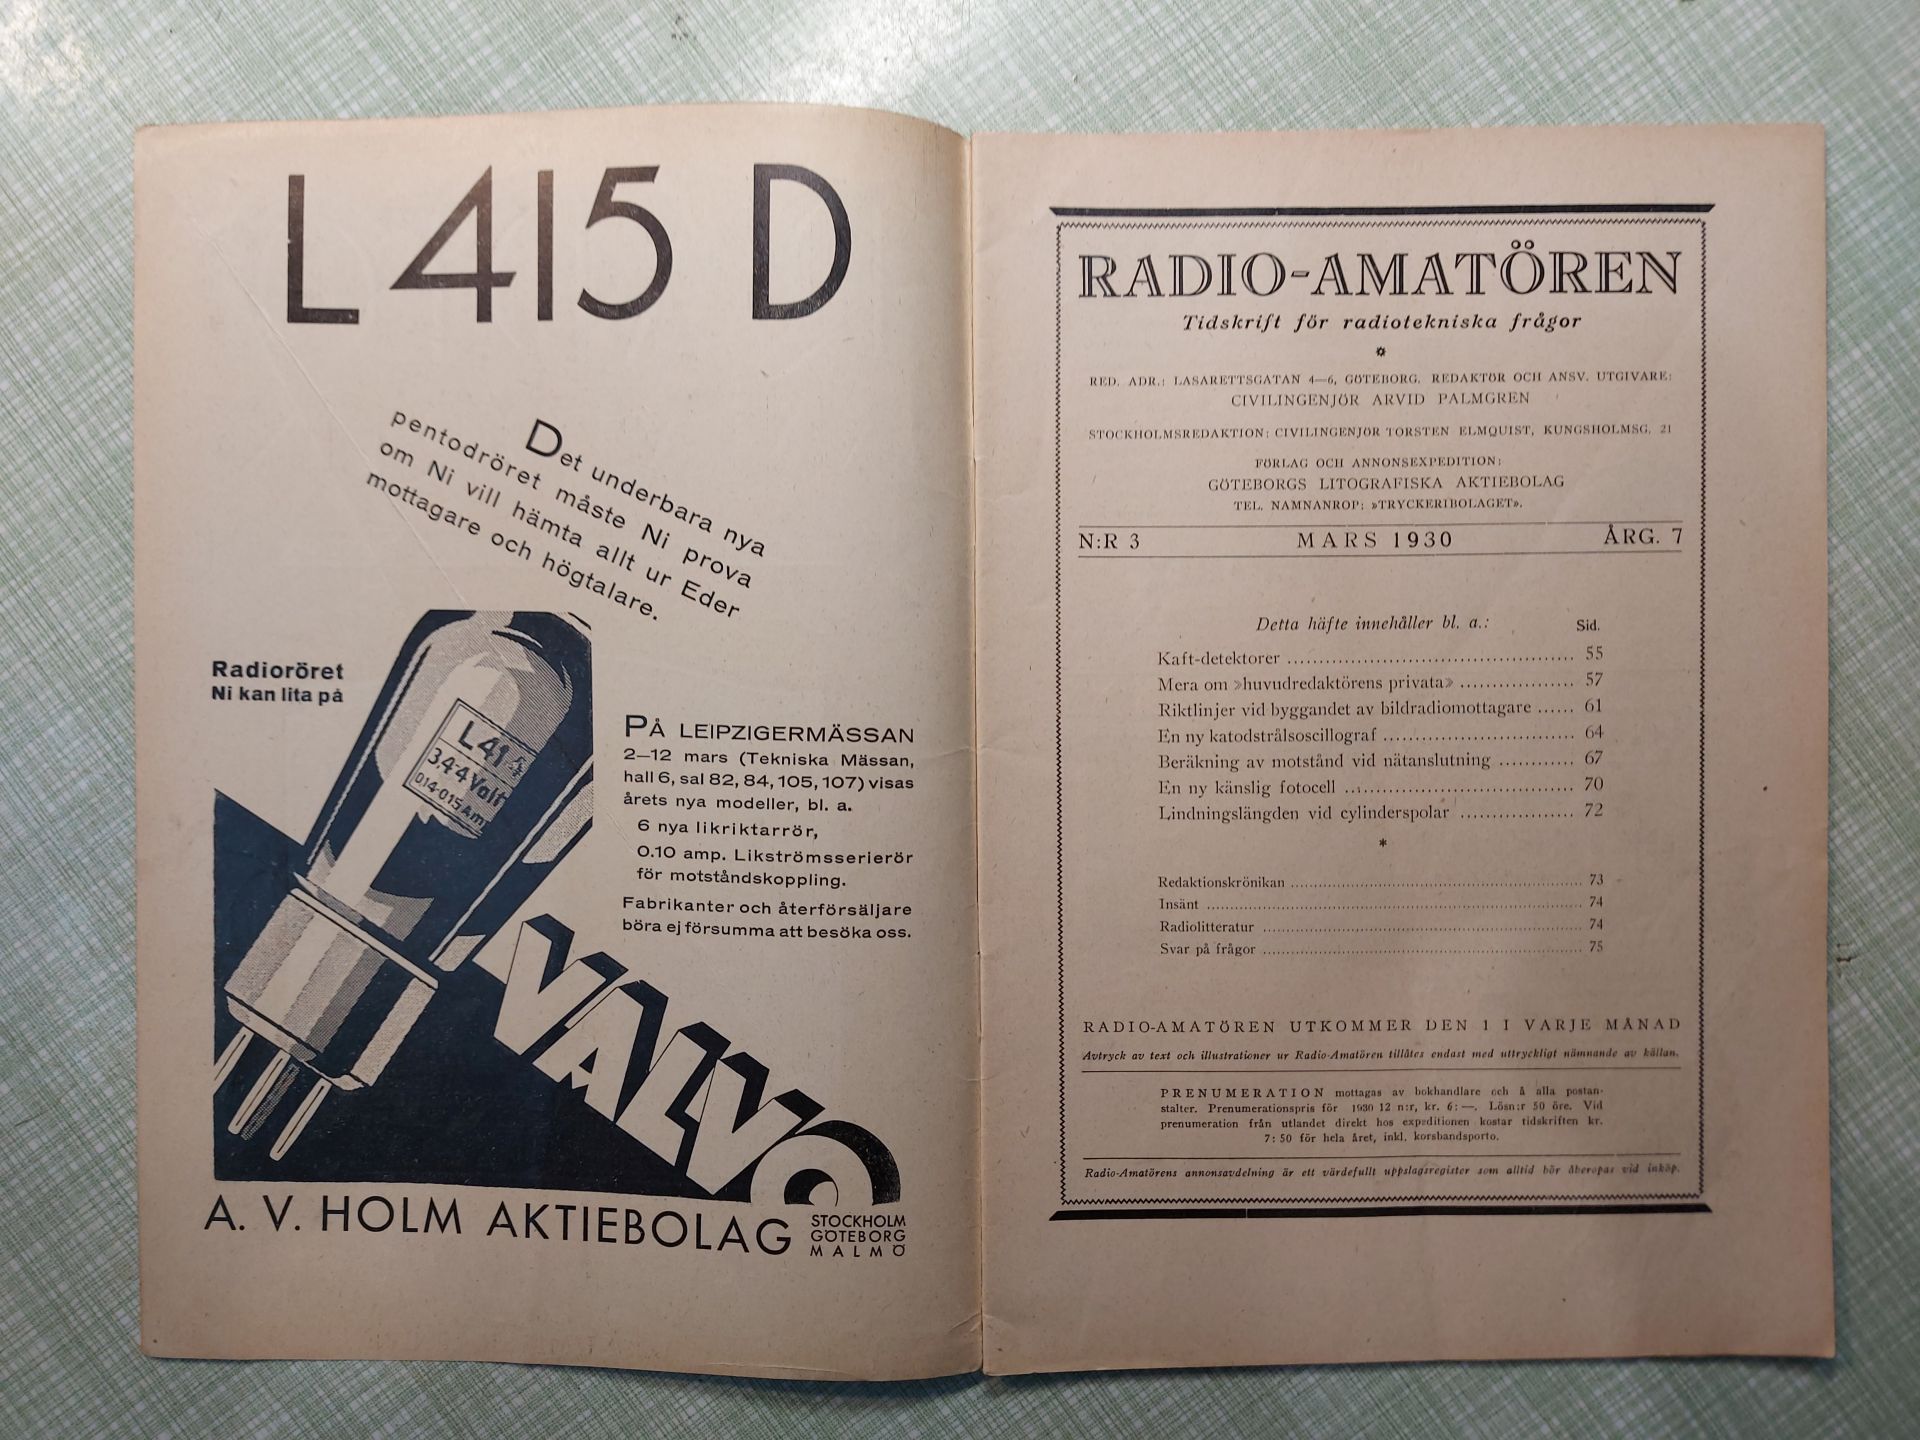 L 415 D
Det underbara nya
pentodröret måste Ni prova
om Ni vill hämta allt ur Eder
mottagare och högtalare.
Radioröret
Ni kan lita på
L414
3,4-4 Volt
0,14-0,15 Am
PÅ LEIPZIGERMÄSSAN
2—12 mars (Tekniska Mässan,
hall 6, sal 82, 84, 105, 107) visas
årets nya modeller, bl. a.
6 nya likriktarrör,
0.10 amp. Likströmsserierör
för motståndskoppling.
Fabrikanter och återförsäljare
böra ej försumma att besöka oss.
VALVO
A. V. HOLM AKTIEBOLAG
STOCKHOLM
GÖTEBORG
MALMÖ
RADIO-AMATÖREN
Tidskrift för radiotekniska frågor
RED. ADR.: LASARETTSGATAN 4—6, GÖTEBORG. REDAKTÖR OCH ANSV. UTGIVARE:
CIVILINGENJÖR ARVID PALMGREN
STOCKHOLMSREDAKTION: CIVILINGENJÖR TORSTEN ELMQUIST, KUNGSHOLMSG. 21
FÖRLAG OCH ANNONSEXPEDITION:
GÖTEBORGS LITOGRAFISKA AKTIEBOLAG
TEL. NAMNANROP: »TRYCKERIBOLAGET».
N:R 3 MARS 1930 ÅRG. 7
Detta häfte innehåller bl. a.: Sid.
Kaft-detektorer ............................................. 55
Mera om »huvudredaktörens privata» .................. 57
Riktlinjer vid byggandet av bildradiomottagare ...... 61
En ny katodstrålsoscillograf .............................. 64
Beräkning av motstånd vid nätanslutning ............ 67
En ny känslig fotocell .................................... 70
Lindningslängden vid cylinderspolar .................. 72
*
Redaktionskrönikan ............................................ 73
Insänt ............................................................ 74
Radiolitteratur .................................................. 74
Svar på frågor .................................................. 75
RADIO-AMATÖREN UTKOMMER DEN 1 I VARJE MÅNAD
Avtryck av text och illustrationer ur Radio-Amatören tillåtes endast med uttryckligt nämnande av källan.
PRENUMERATION mottagas av bokhandlare och å alla postan-
stalter. Prenumerationspris för 1930 12 n:r, kr. 6: —. Lösn:r 50 öre. Vid
prenumeration från utlandet direkt hos expeditionen kostar tidskriften kr.
7: 50 för hela året, inkl. korsbandsporto.
Radio-Amatörens annonsavdelning är ett värdefullt uppslagsregister som alltid bör åberopas vid inköp.